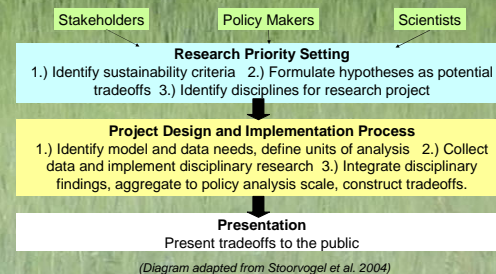 Stakeholders Policy Makers Scientists
Research Priority Setting
1.) Identify sustainability criteria 2.) Formulate hypotheses as potential
tradeoffs 3.) Identify disciplines for research project
Project Design and Implementation Process
1.) Identify model and data needs, define units of analysis 2.) Collect
data and implement disciplinary research 3.) Integrate disciplinary
findings, aggregate to policy analysis scale, construct tradeoffs.
Presentation
Present tradeoffs to the public
(Diagram adapted from Stoorvogel et al. 2004)